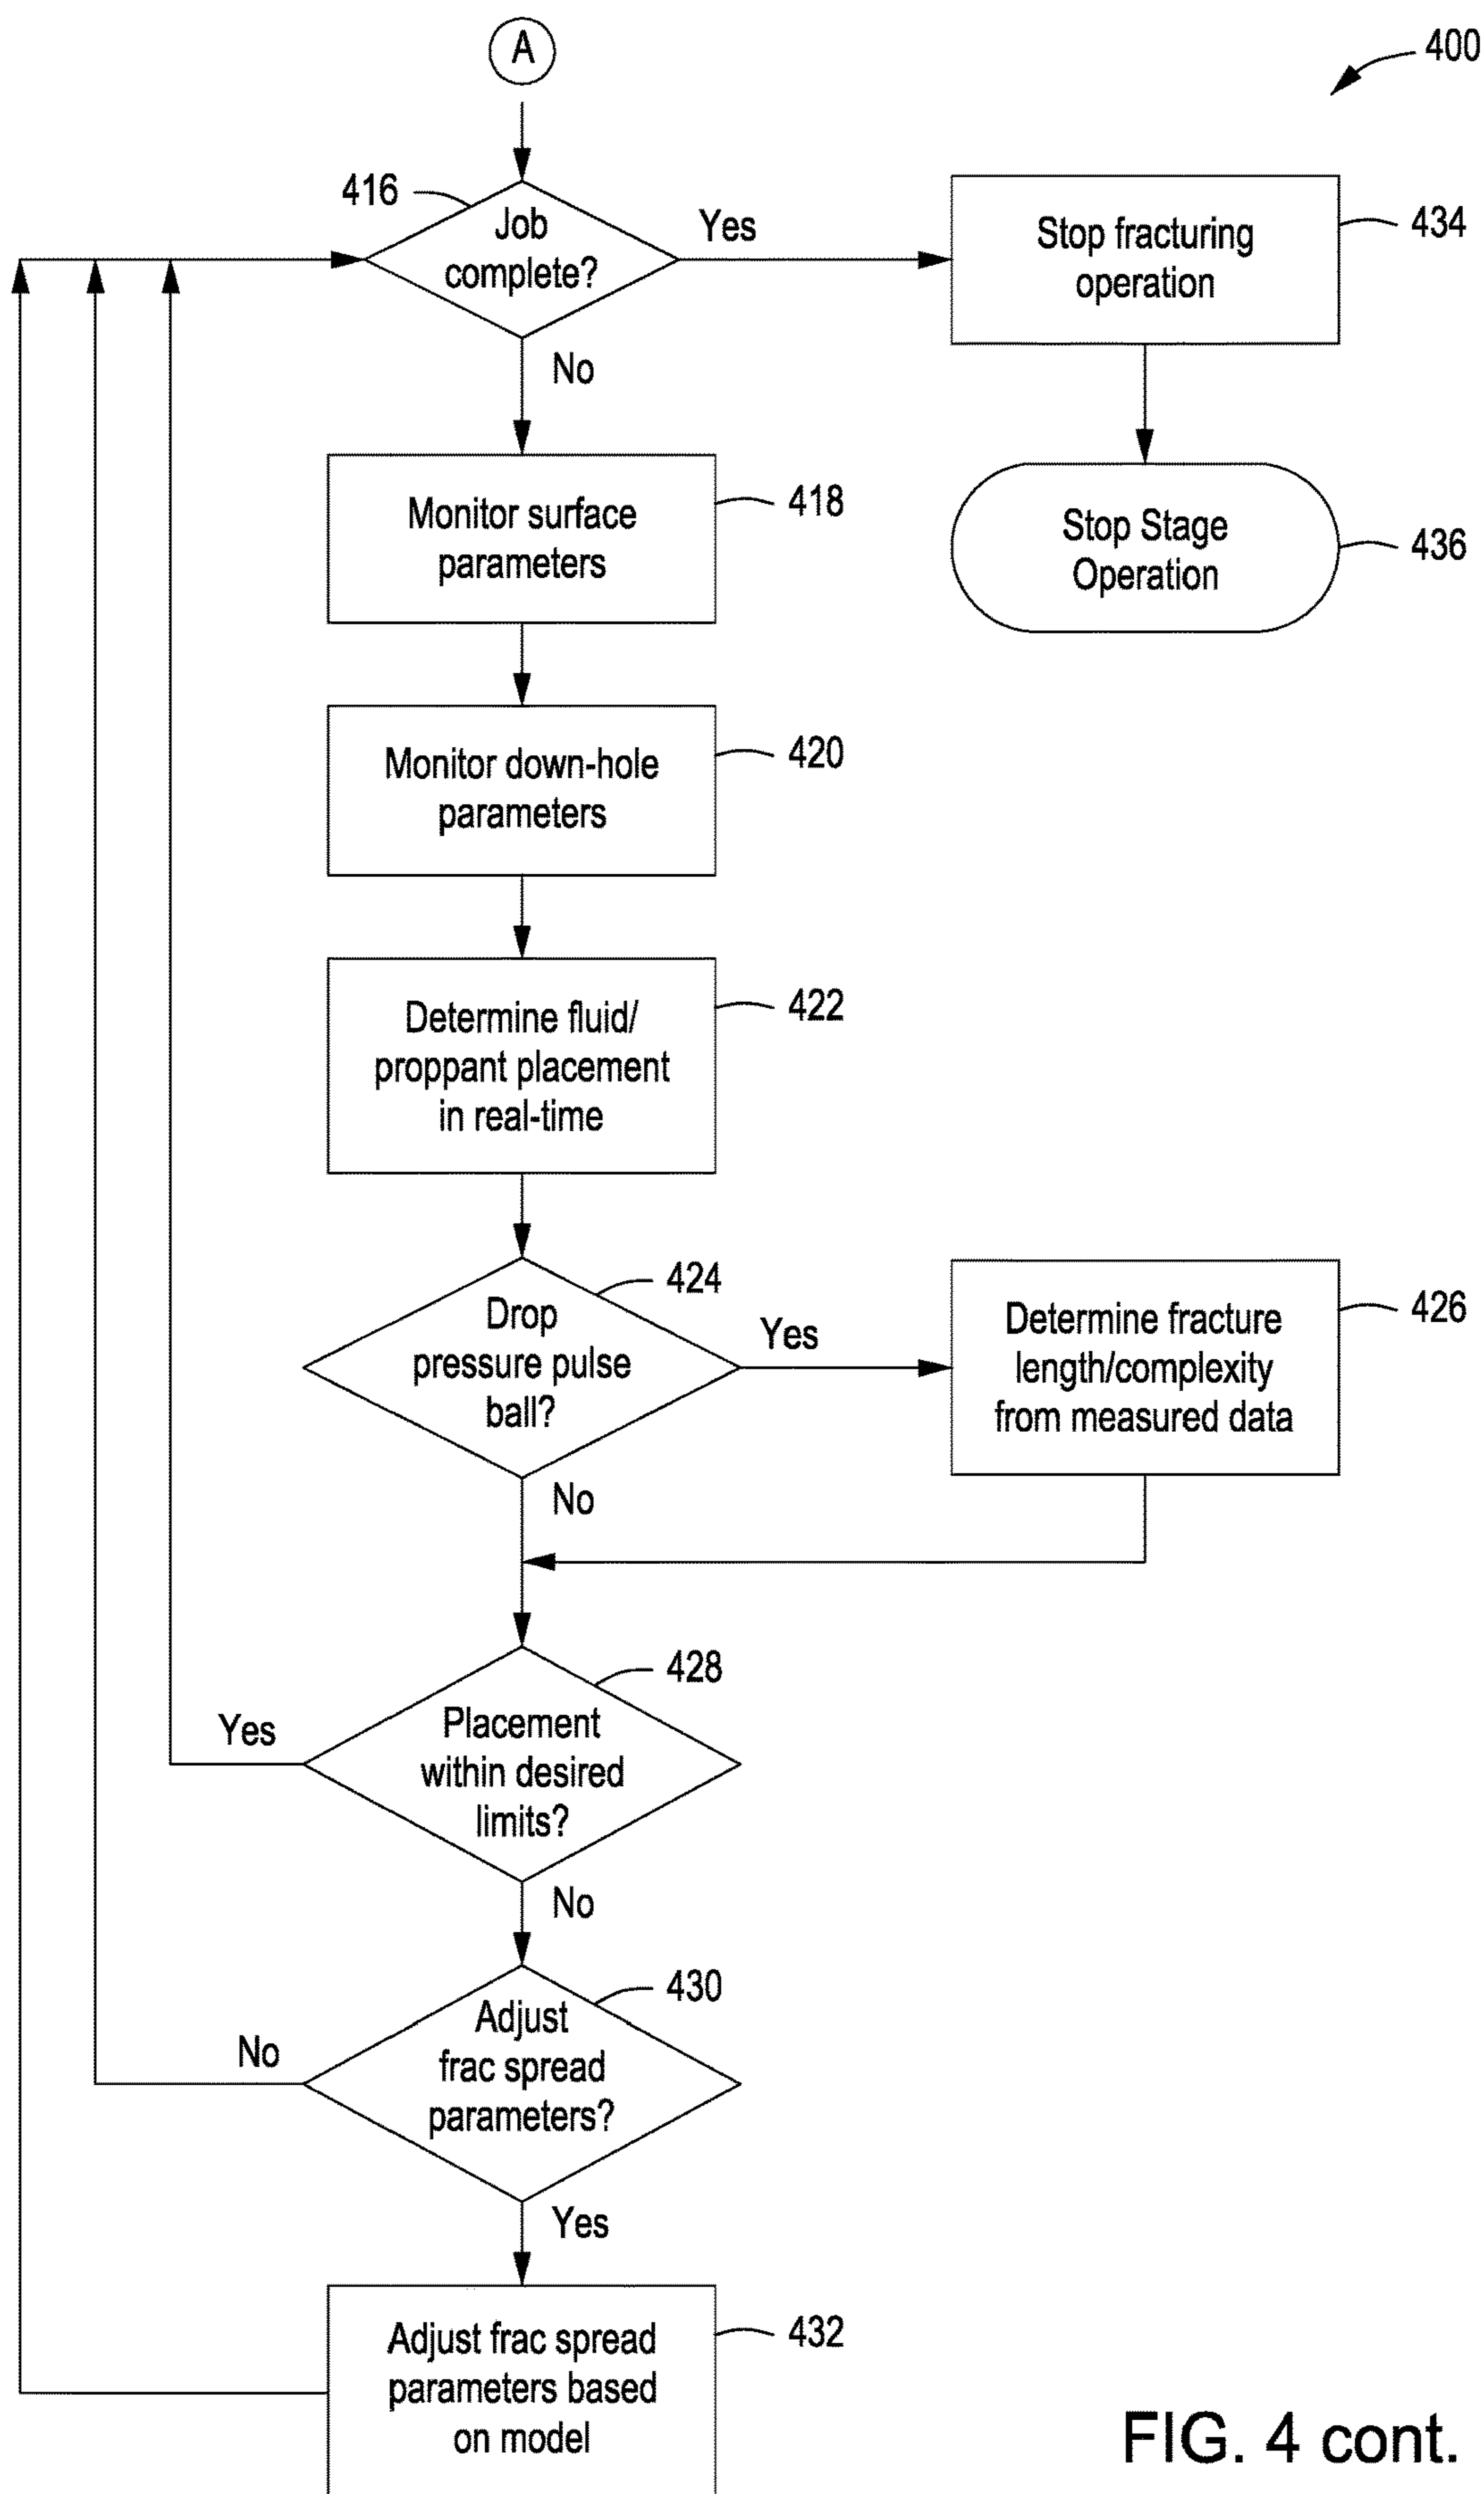 A
400
416
Job
complete?
Yes
No
Stop fracturing
operation
434
Stop Stage
Operation
436
Monitor surface
parameters
418
Monitor down-hole
parameters
420
Determine fluid/
proppant placement
in real-time
422
Drop
pressure pulse
ball?
424
Yes
No
Determine fracture
length/complexity
from measured data
426
Placement
within desired
limits?
428
Yes
No
Adjust
frac spread
parameters?
430
No
Yes
Adjust frac spread
parameters based
on model
432
FIG. 4 cont.